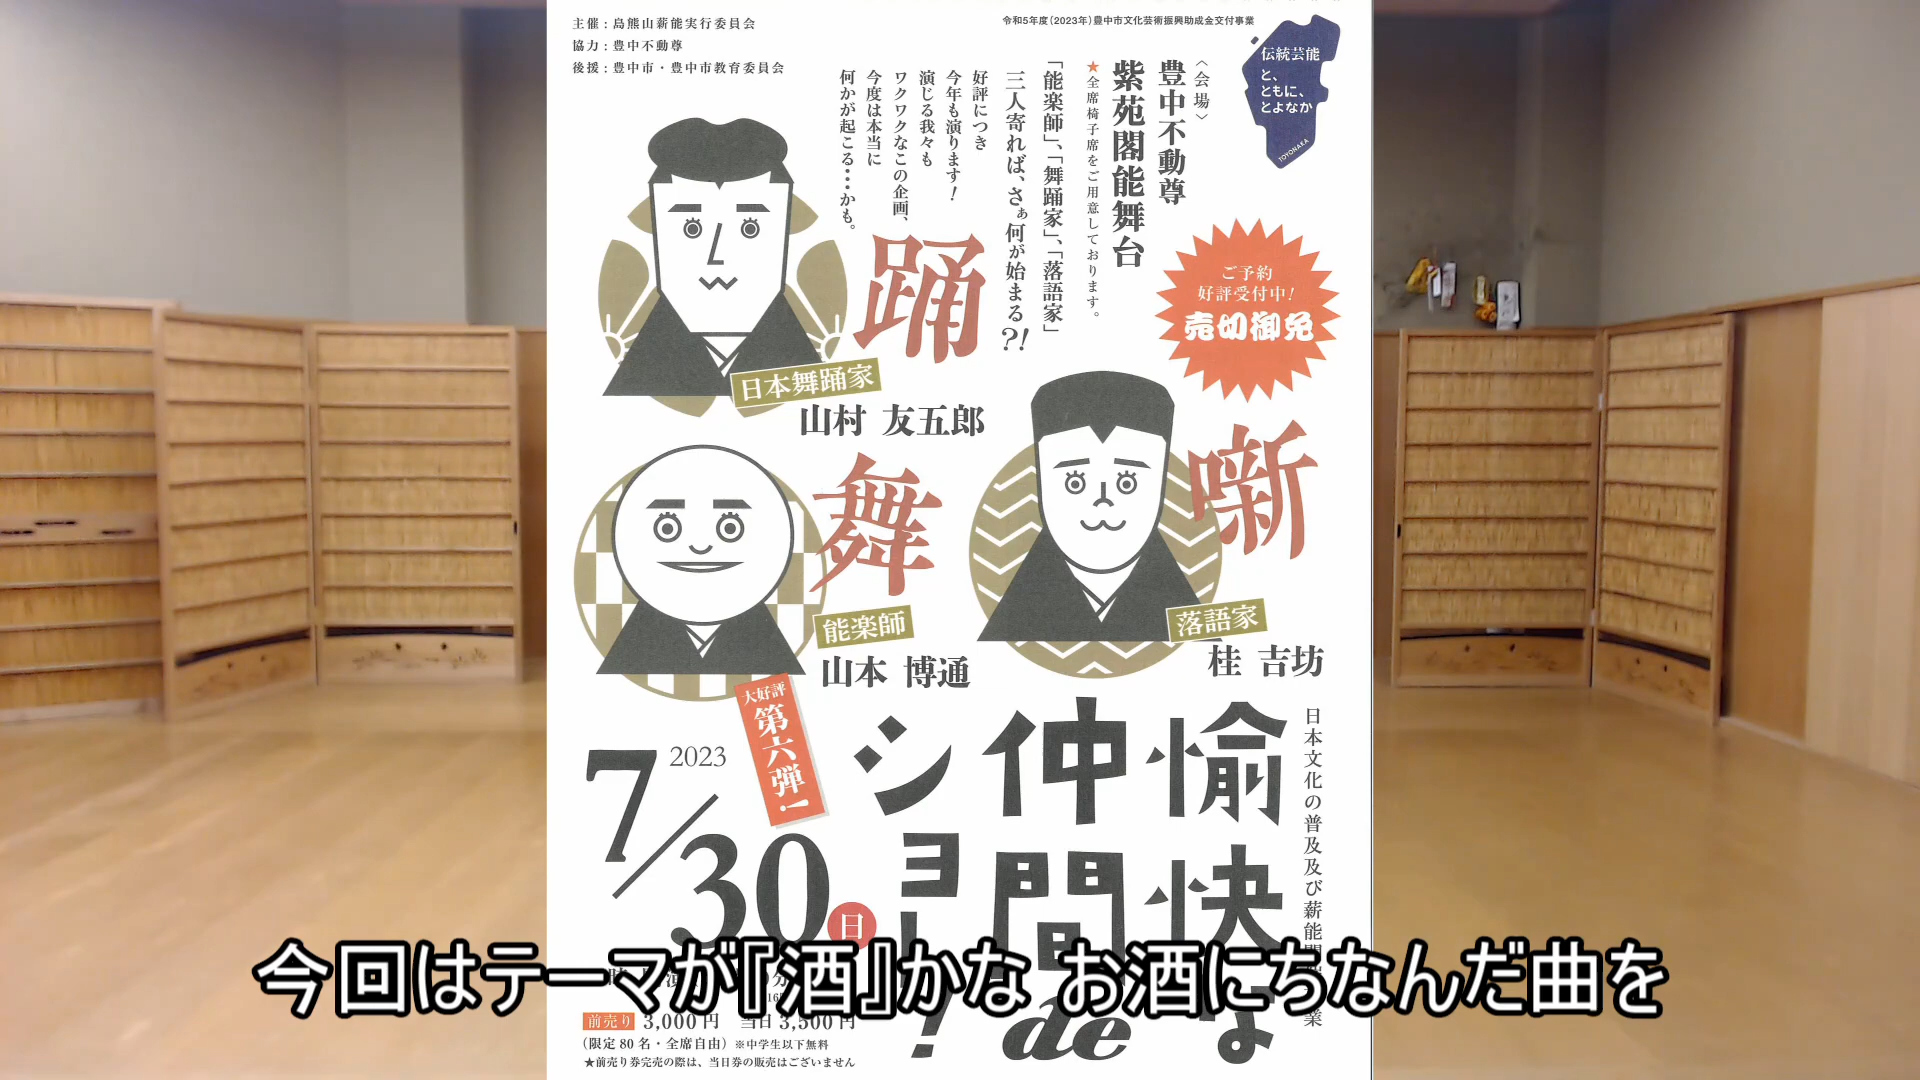 主催：島熊山薪能実行委員会
協力：豊中不動尊
後援：豊中市・豊中市教育委員会
令和5年度（2023年）豊中市文化芸術振興助成金交付事業
伝統芸能
と、
ともに、
とよなか
TOYONAKA
〈会場〉
豊中不動尊
紫苑閣能舞台
★全席椅子席をご用意しております。
「能楽師」、「舞踊家」、「落語家」
三人寄れば、さぁ何が始まる?!
好評につき
今年も演ります！
演じる我々も
ワクワクなこの企画、
今度は本当に
何かが起こる・・・かも。
ご予約
好評受付中！
売切御免
踊
日本舞踊家
山村 友五郎
噺
落語家
桂 吉坊
舞
能楽師
山本 博通
大好評
第六弾！
日本文化の普及及び薪能
愉快な
仲間de
ショー!
2023
7/30
日
前売り 3,000円 当日 3,500円
（限定80名・全席自由）※中学生以下無料
★前売り券完売の際は、当日券の販売はございません
今回はテーマが『酒』かな お酒にちなんだ曲を